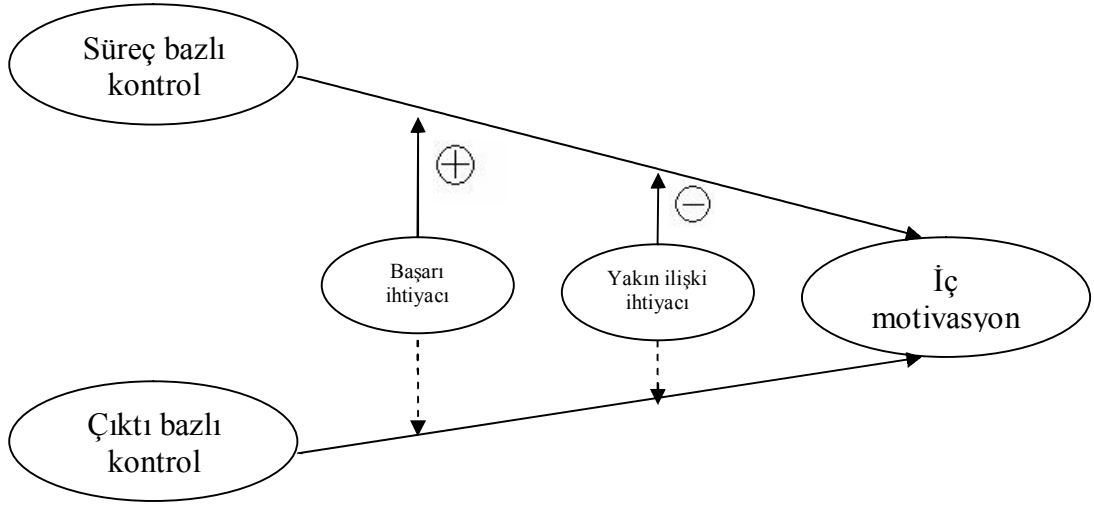 Süreç bazlı
kontrol
Başarı
ihtiyacı
Yakın ilişki
ihtiyacı
İç
motivasyon
Çıktı bazlı
kontrol